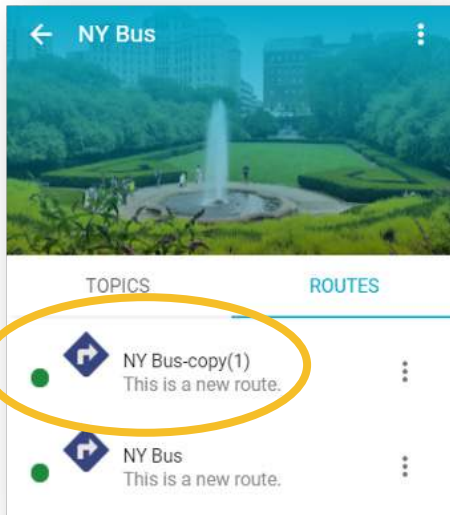 NY Bus
TOPICS
ROUTES
NY Bus-copy(1)
This is a new route.
NY Bus
This is a new route.